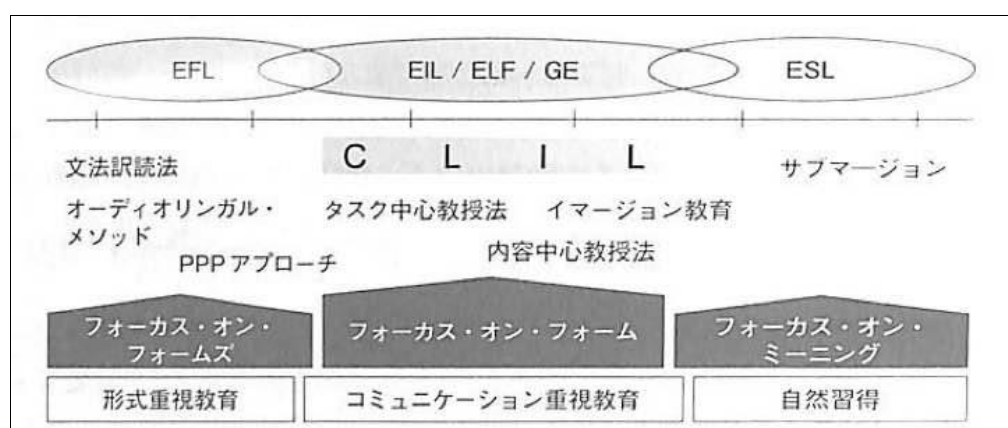 EFL
EIL / ELF / GE
ESL
文法訳読法
C L I L
サブマージョン
オーディオリンガル・
メソッド
タスク中心教授法
イマージョン教育
PPPアプローチ
内容中心教授法
フォーカス・オン・
フォームズ
フォーカス・オン・フォーム
フォーカス・オン・
ミーニング
形式重視教育
コミュニケーション重視教育
自然習得